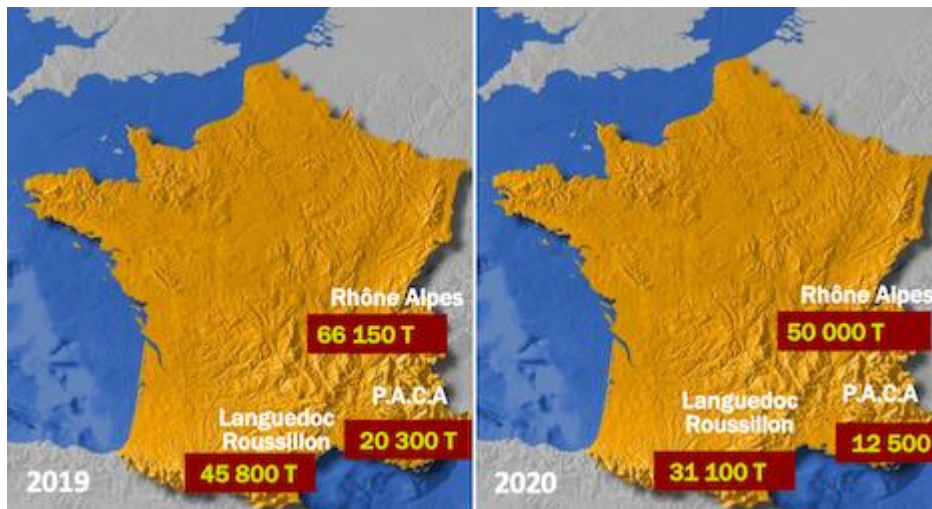 Rhône Alpes
66 150 T
P.A.C.A
Languedoc
Roussillon
20 300 T
45 800 T
2019
Rhône Alpes
50 000 T
P.A.C.A
Languedoc
Roussillon
12 500
31 100 T
2020